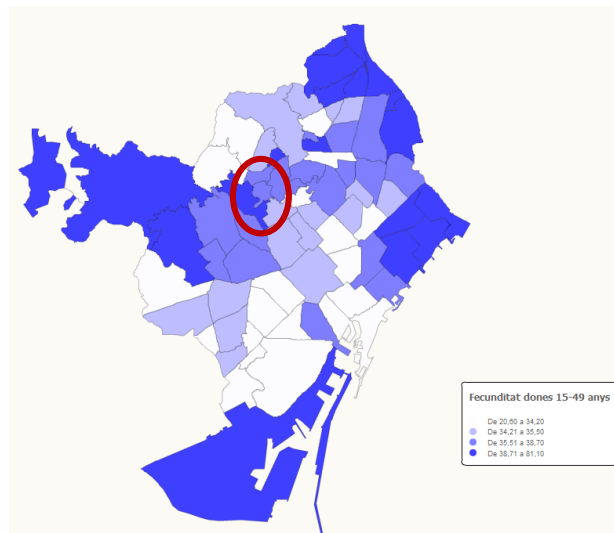 Fecunditat dones 15-49 anys
De 20,60 a 34,20
De 34,21 a 35,50
De 35,51 a 38,70
De 38,71 a 81,10